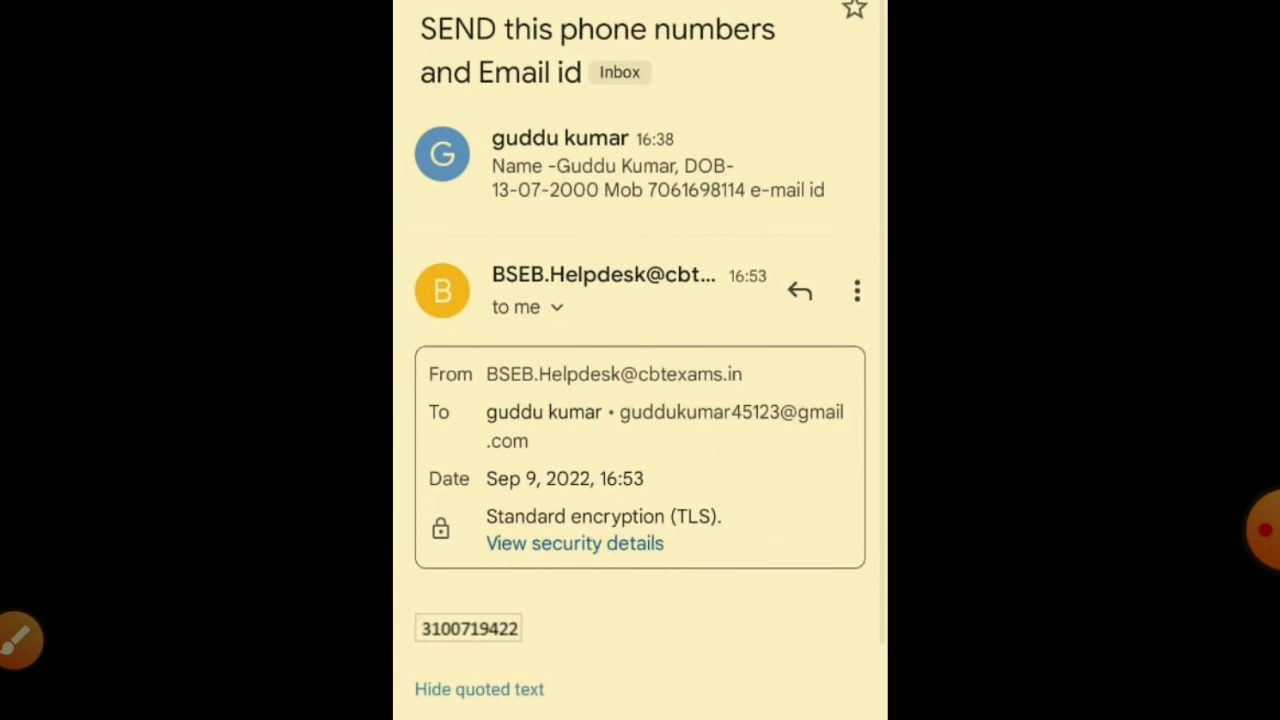 SEND this phone numbers
and Email id Inbox
G
guddu kumar 16:38
Name -Guddu Kumar, DOB-
13-07-2000 Mob 7061698114 e-mail id
B
BSEB.Helpdesk@cbt... 16:53
to me
From BSEB.Helpdesk@cbtexams.in
To guddu kumar • guddukumar45123@gmail
.com
Date Sep 9, 2022, 16:53
Standard encryption (TLS).
View security details
3100719422
Hide quoted text